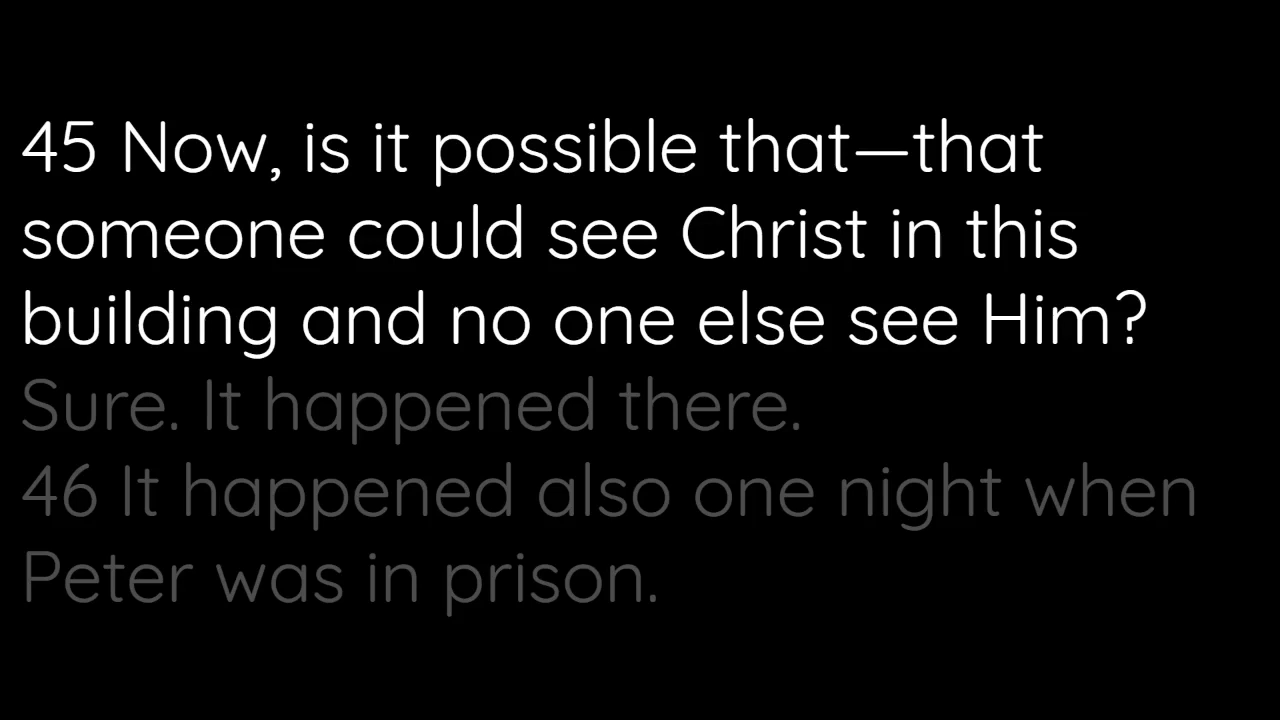 45 Now, is it possible that—that
someone could see Christ in this
building and no one else see Him?
Sure. It happened there.
46 It happened also one night when
Peter was in prison.